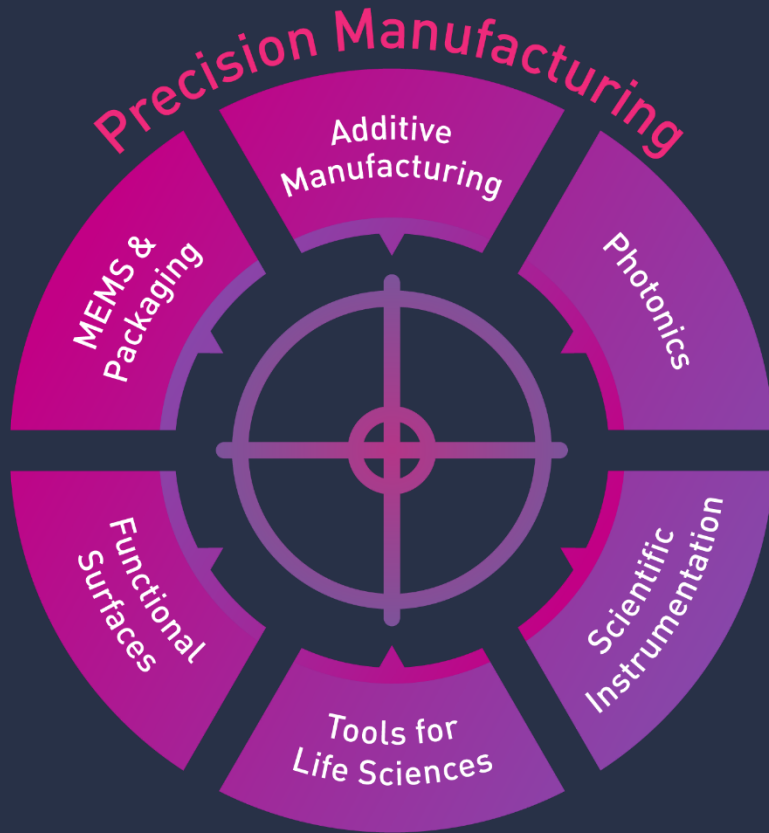 Precision Manufacturing
Additive
Manufacturing
Photonics
Scientific
Instrumentation
Tools for
Life Sciences
Functional
Surfaces
MEMS &
Packaging